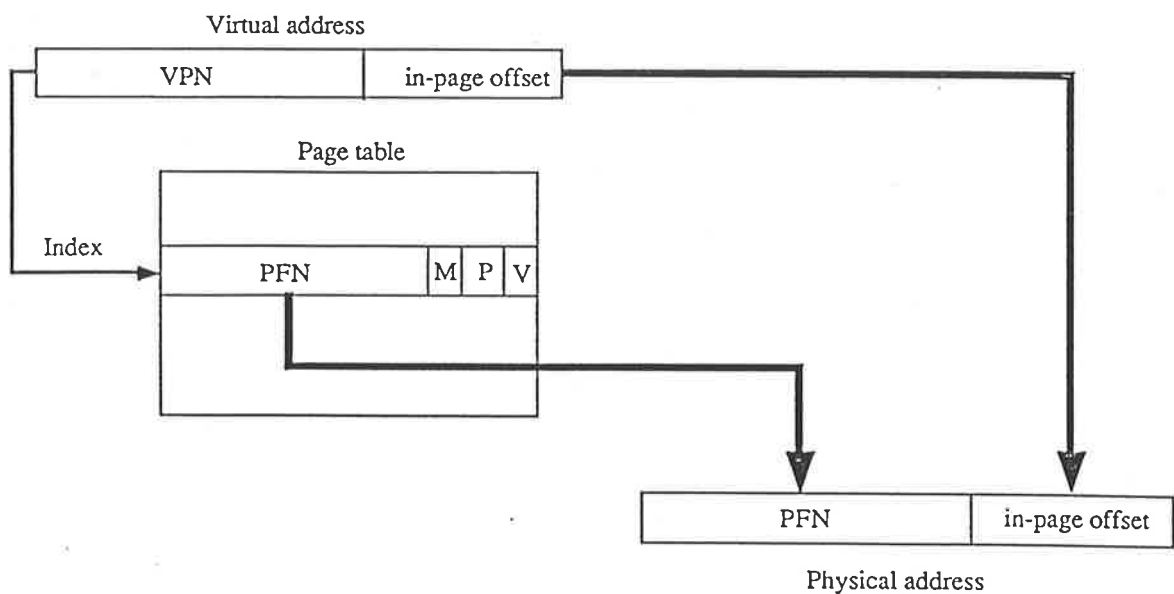 Virtual address
VPN
in-page offset
Page table
Index
PFN
M
P
V
PFN
in-page offset
Physical address